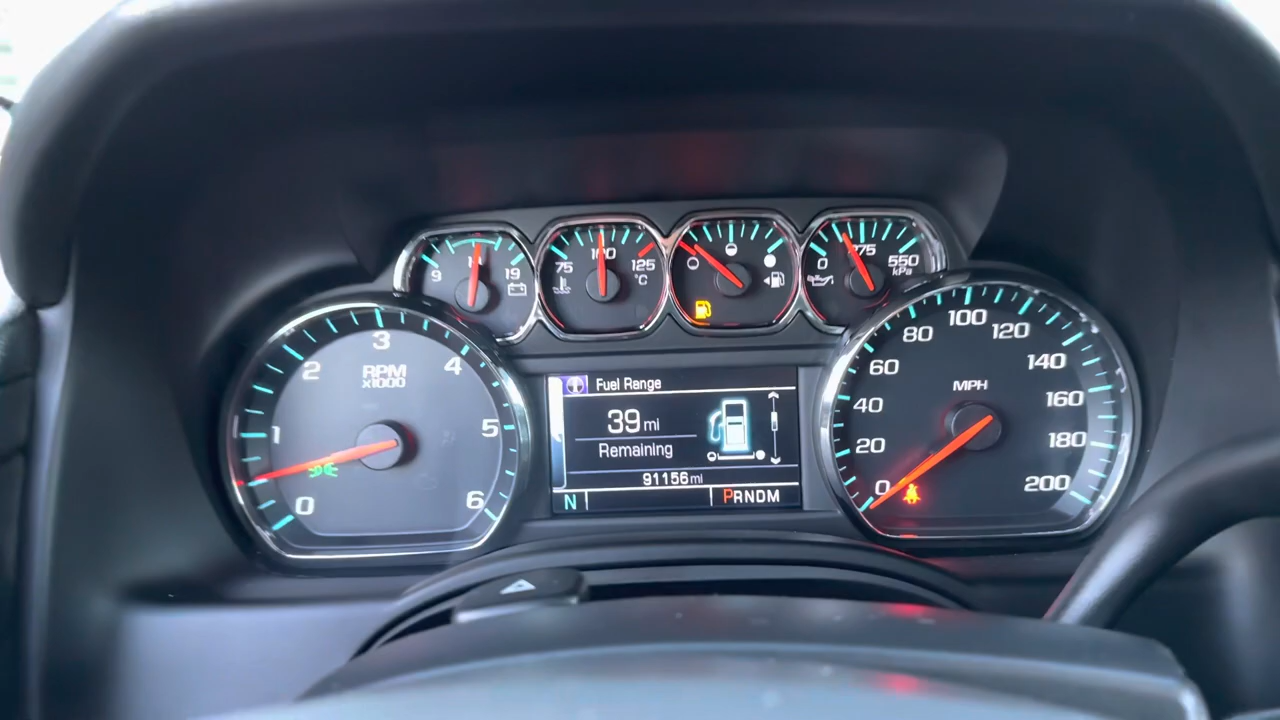 9 14 19
75 100 125
°C
0 275 550
kPa
0 1 2 3 4 5 6
RPM
x1000
Fuel Range
39 mi
Remaining
91156 mi
N
PRNDM
0 20 40 60 80 100 120 140 160 180 200
MPH